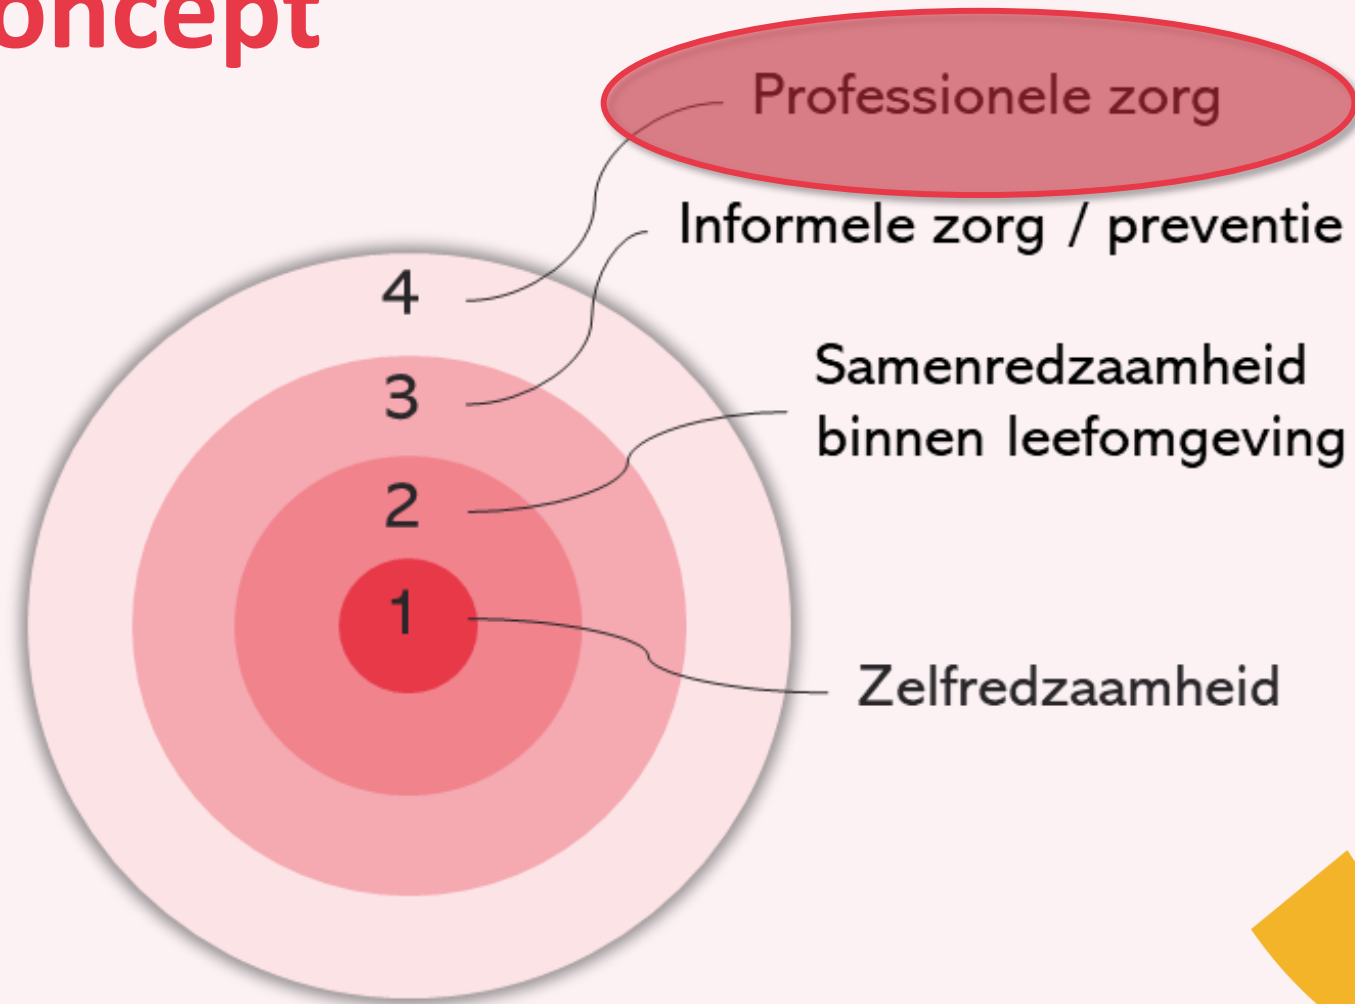 oncept
Professionele zorg
Informele zorg / preventie
Samenredzaamheid
binnen leefomgeving
Zelfredzaamheid
4
3
2
1